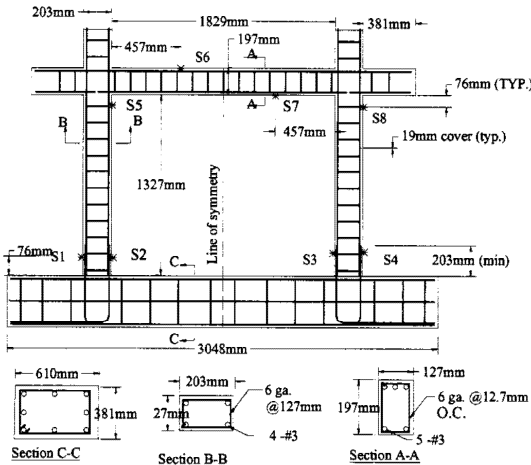 203mm
1829mm
381mm
457mm
197mm
A
S6
76mm (TYP.)
S5
A
S7
S8
B
B
457mm
19mm cover (typ.)
1327mm
Line of symmetry
76mm
S1
S2
C
S3
S4
203mm (min)
C
3048mm
610mm
381mm
203mm
27mm
6 ga.
@127mm
4 -#3
127mm
197mm
6 ga. @12.7mm
O.C.
5 -#3
Section C-C
Section B-B
Section A-A